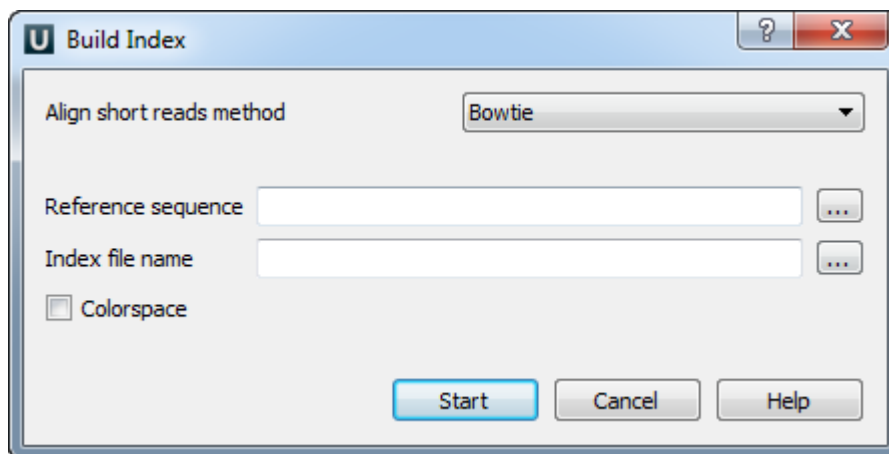 U Build Index
Align short reads method Bowtie
Reference sequence ...
Index file name ...
Colorspace
Start Cancel Help